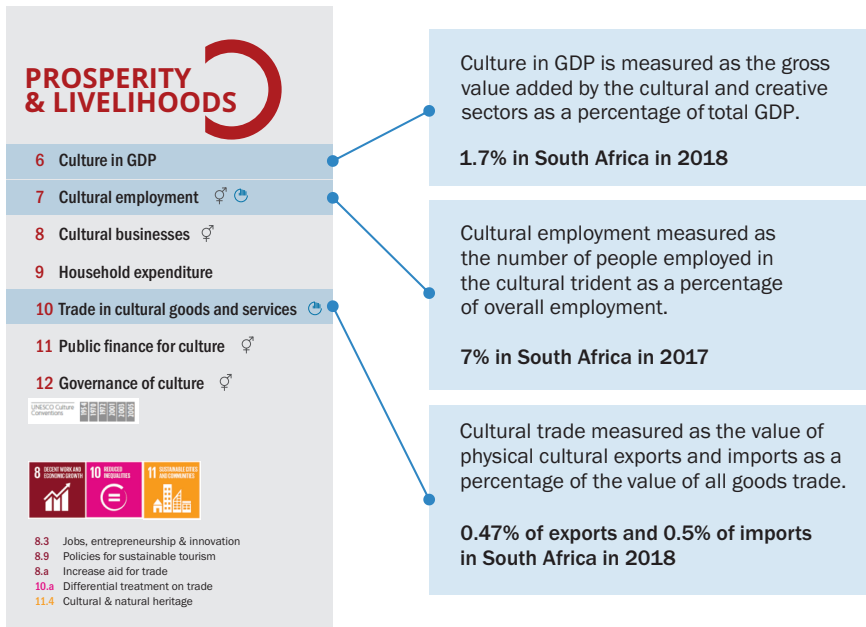 PROSPERITY
& LIVELIHOODS
6 Culture in GDP
7 Cultural employment
8 Cultural businesses
9 Household expenditure
10 Trade in cultural goods and services
11 Public finance for culture
12 Governance of culture
UNESCO Culture
Conventions
1954 1970 1972 2001 2003 2005
8 DECENT WORK AND
ECONOMIC GROWTH
10 REDUCED
INEQUALITIES
11 SUSTAINABLE CITIES
AND COMMUNITIES
8.3 Jobs, entrepreneurship & innovation
8.9 Policies for sustainable tourism
8.a Increase aid for trade
10.a Differential treatment on trade
11.4 Cultural & natural heritage
Culture in GDP is measured as the gross
value added by the cultural and creative
sectors as a percentage of total GDP.
1.7% in South Africa in 2018
Cultural employment measured as
the number of people employed in
the cultural trident as a percentage
of overall employment.
7% in South Africa in 2017
Cultural trade measured as the value of
physical cultural exports and imports as a
percentage of the value of all goods trade.
0.47% of exports and 0.5% of imports
in South Africa in 2018